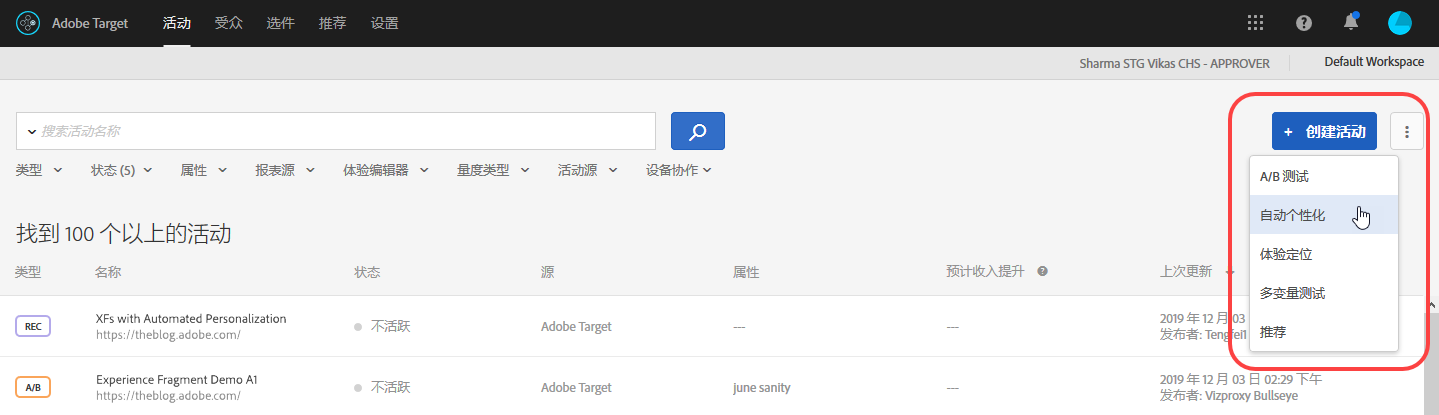 Adobe Target 活动 受众 选件 推荐 设置
Sharma STG Vikas CHS - APPROVER Default Workspace
搜索活动名称
+ 创建活动
类型 状态 (5) 属性 报表源 体验编辑器 量度类型 活动源 设备协作
A/B 测试
自动个性化
体验定位
多变量测试
推荐
找到 100 个以上的活动
类型 名称 状态 源 属性 预计收入提升 上次更新
REC XFs with Automated Personalization 不活跃 Adobe Target --- --- 2019 年 12 月 03
https://theblog.adobe.com/ 发布者: Tengfei1
A/B Experience Fragment Demo A1 不活跃 Adobe Target june sanity --- 2019 年 12 月 03 日 02:29 下午
https://theblog.adobe.com/ 发布者: Vizproxy Bullseye